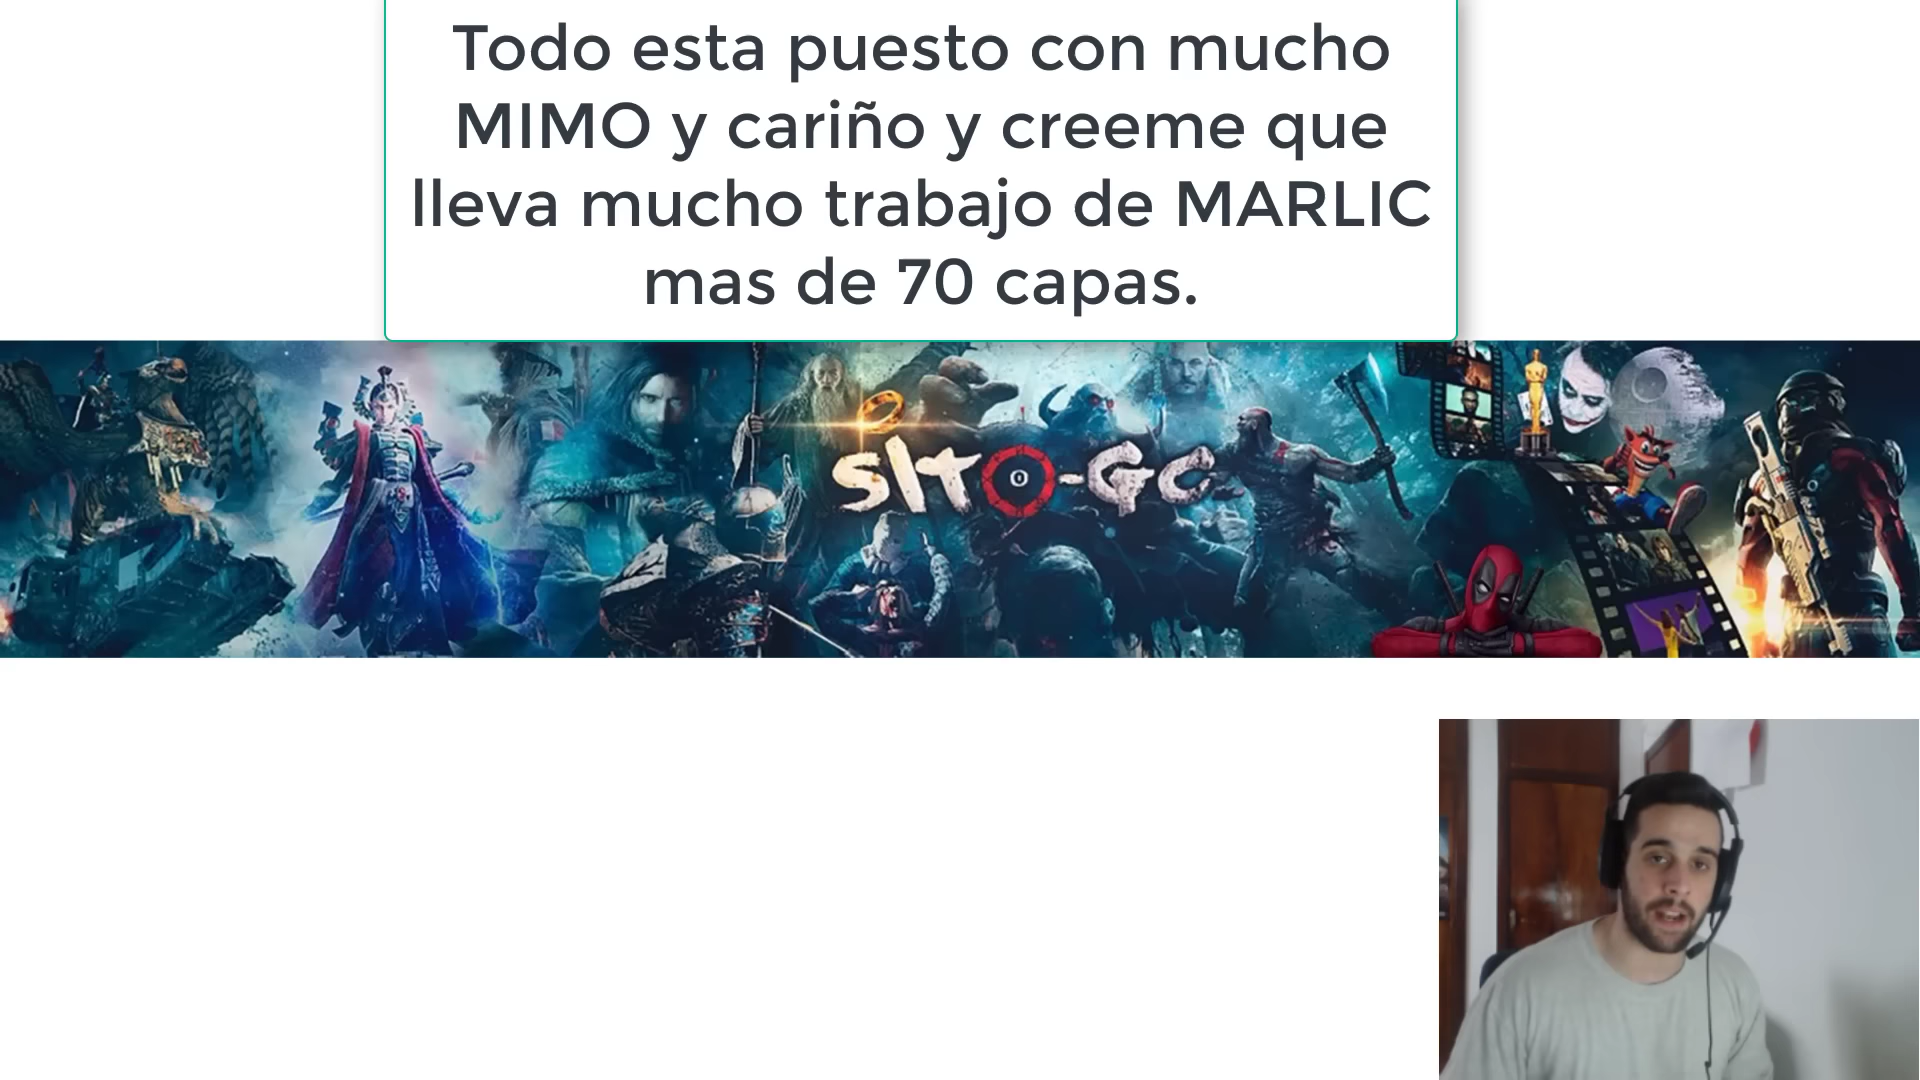 Todo esta puesto con mucho
MIMO y cariño y creeme que
lleva mucho trabajo de MARLIC
mas de 70 capas.
SITO-GC